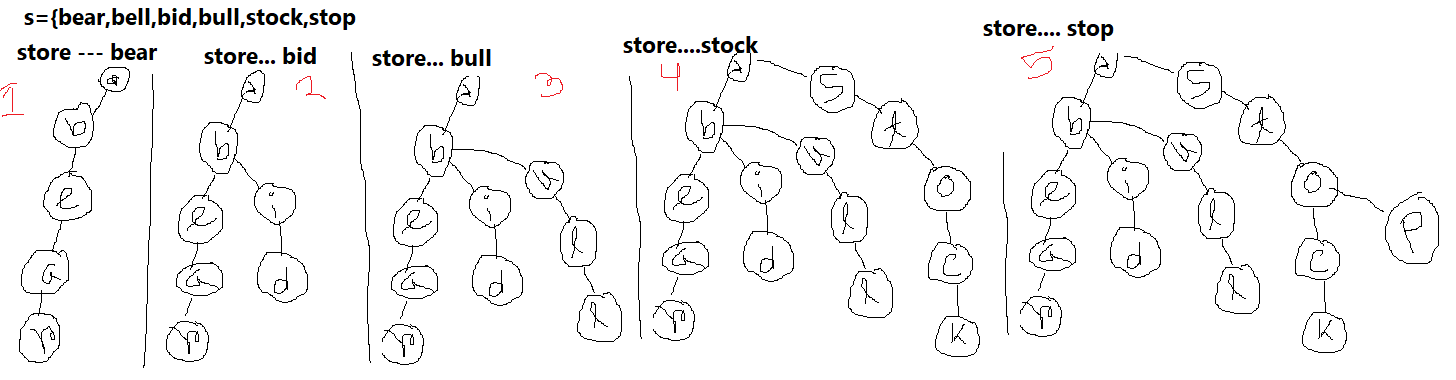 s={bear,bell,bid,bull,stock,stop
store --- bear
store... bid
store... bull
store....stock
store.... stop
1
2
3
4
5
a
b
e
a
r
a
b
e
i
a
d
r
a
b
u
e
i
l
a
d
l
r
a
S
b
t
u
e
i
o
l
a
d
c
l
r
k
a
S
b
t
u
e
i
o
l
p
a
d
c
l
r
k